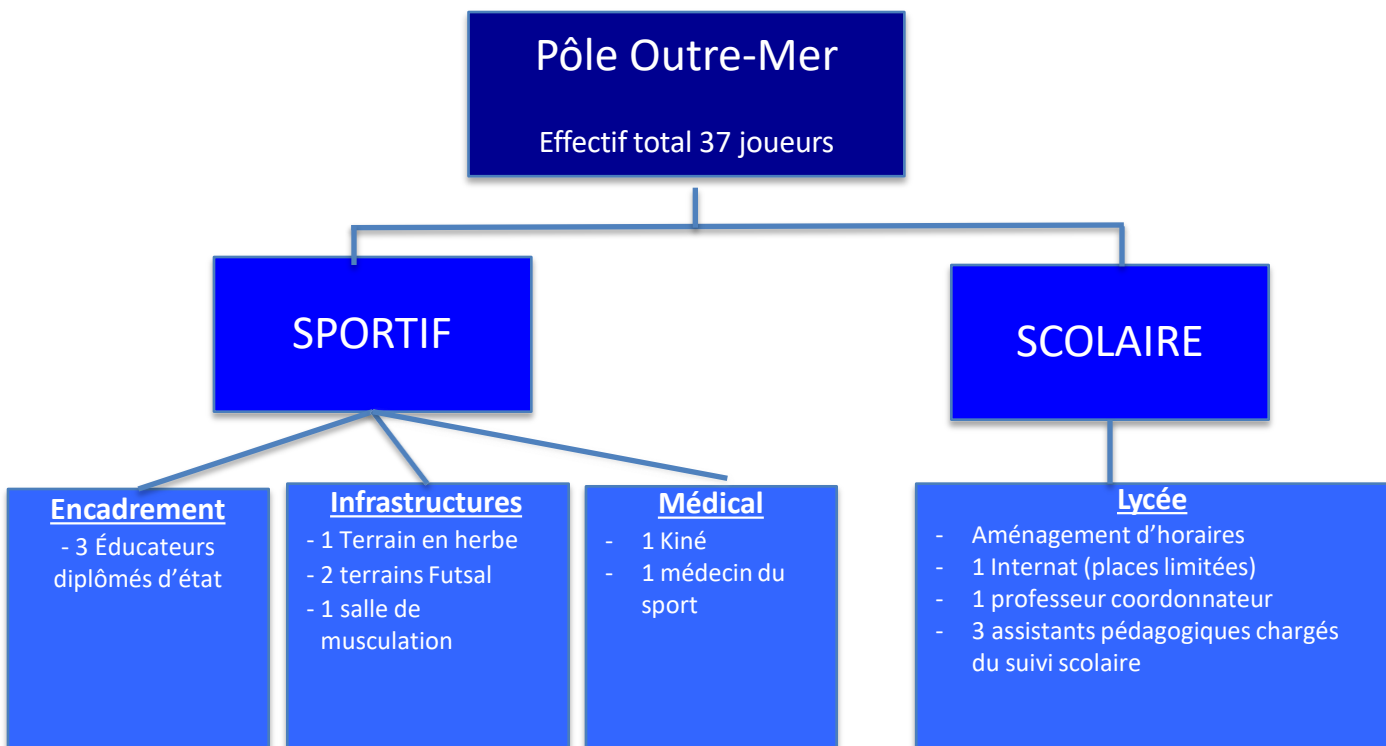 Pôle Outre-Mer
Effectif total 37 joueurs
SPORTIF
SCOLAIRE
Encadrement
- 3 Éducateurs
diplômés d’état
Infrastructures
- 1 Terrain en herbe
- 2 terrains Futsal
- 1 salle de
musculation
Médical
- 1 Kiné
- 1 médecin du
sport
Lycée
- Aménagement d’horaires
- 1 Internat (places limitées)
- 1 professeur coordonnateur
- 3 assistants pédagogiques chargés
du suivi scolaire